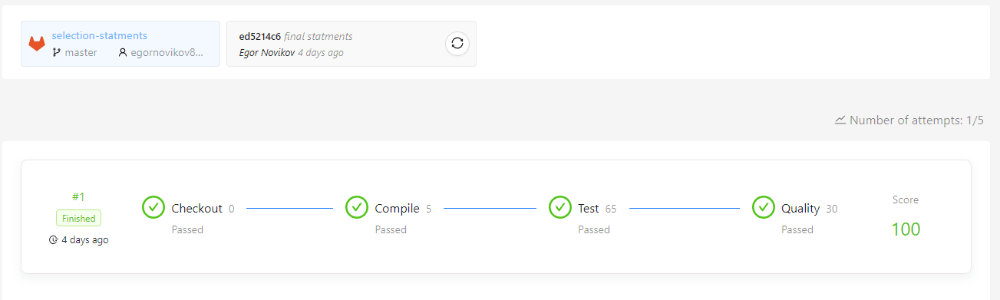 selection-statments
master egornovikov8...
ed5214c6 final statments
Egor Novikov 4 days ago
Number of attempts: 1/5
#1
Finished
4 days ago
Checkout 0
Passed
Compile 5
Passed
Test 65
Passed
Quality 30
Passed
Score
100